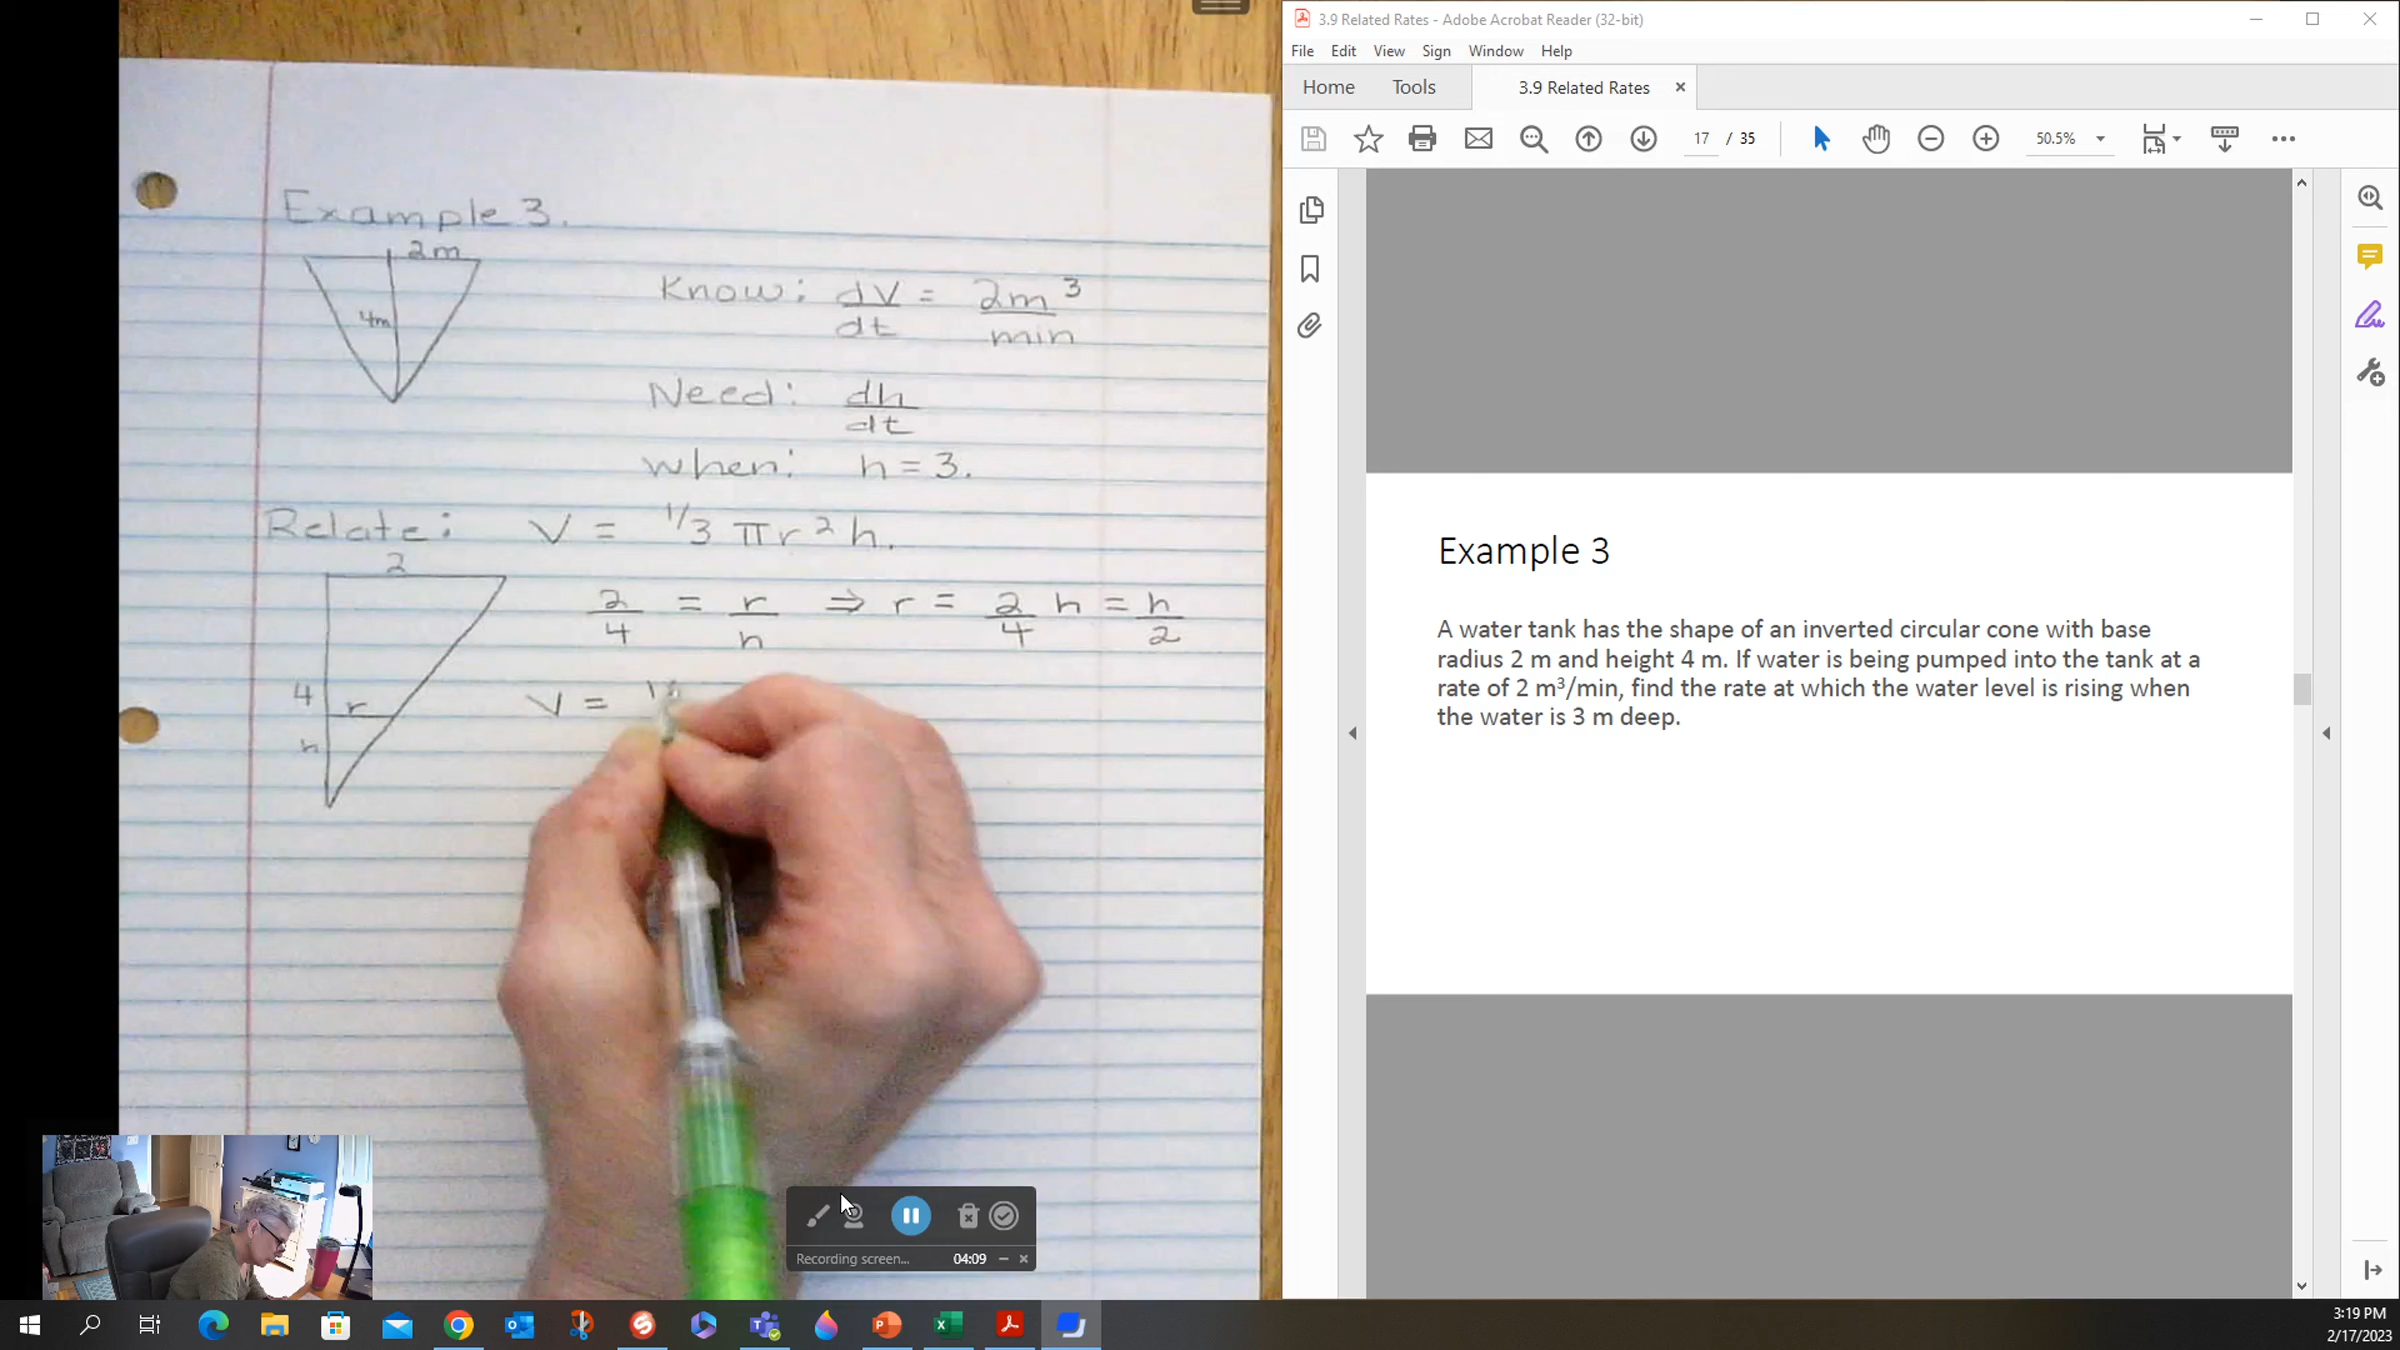 Example 3.
2m
4m
Know: dV/dt = 2m³/min
Need: dh/dt
when: h = 3.
Relate: V = 1/3 πr²h.
2
4
r
h
2/4 = r/h ⇒ r = 2/4 h = h/2
V =
3.9 Related Rates - Adobe Acrobat Reader (32-bit)
File Edit View Sign Window Help
Home Tools 3.9 Related Rates ×
17 / 35 50.5%
Example 3
A water tank has the shape of an inverted circular cone with base
radius 2 m and height 4 m. If water is being pumped into the tank at a
rate of 2 m³/min, find the rate at which the water level is rising when
the water is 3 m deep.
Recording screen... 04:09
3:19 PM
2/17/2023